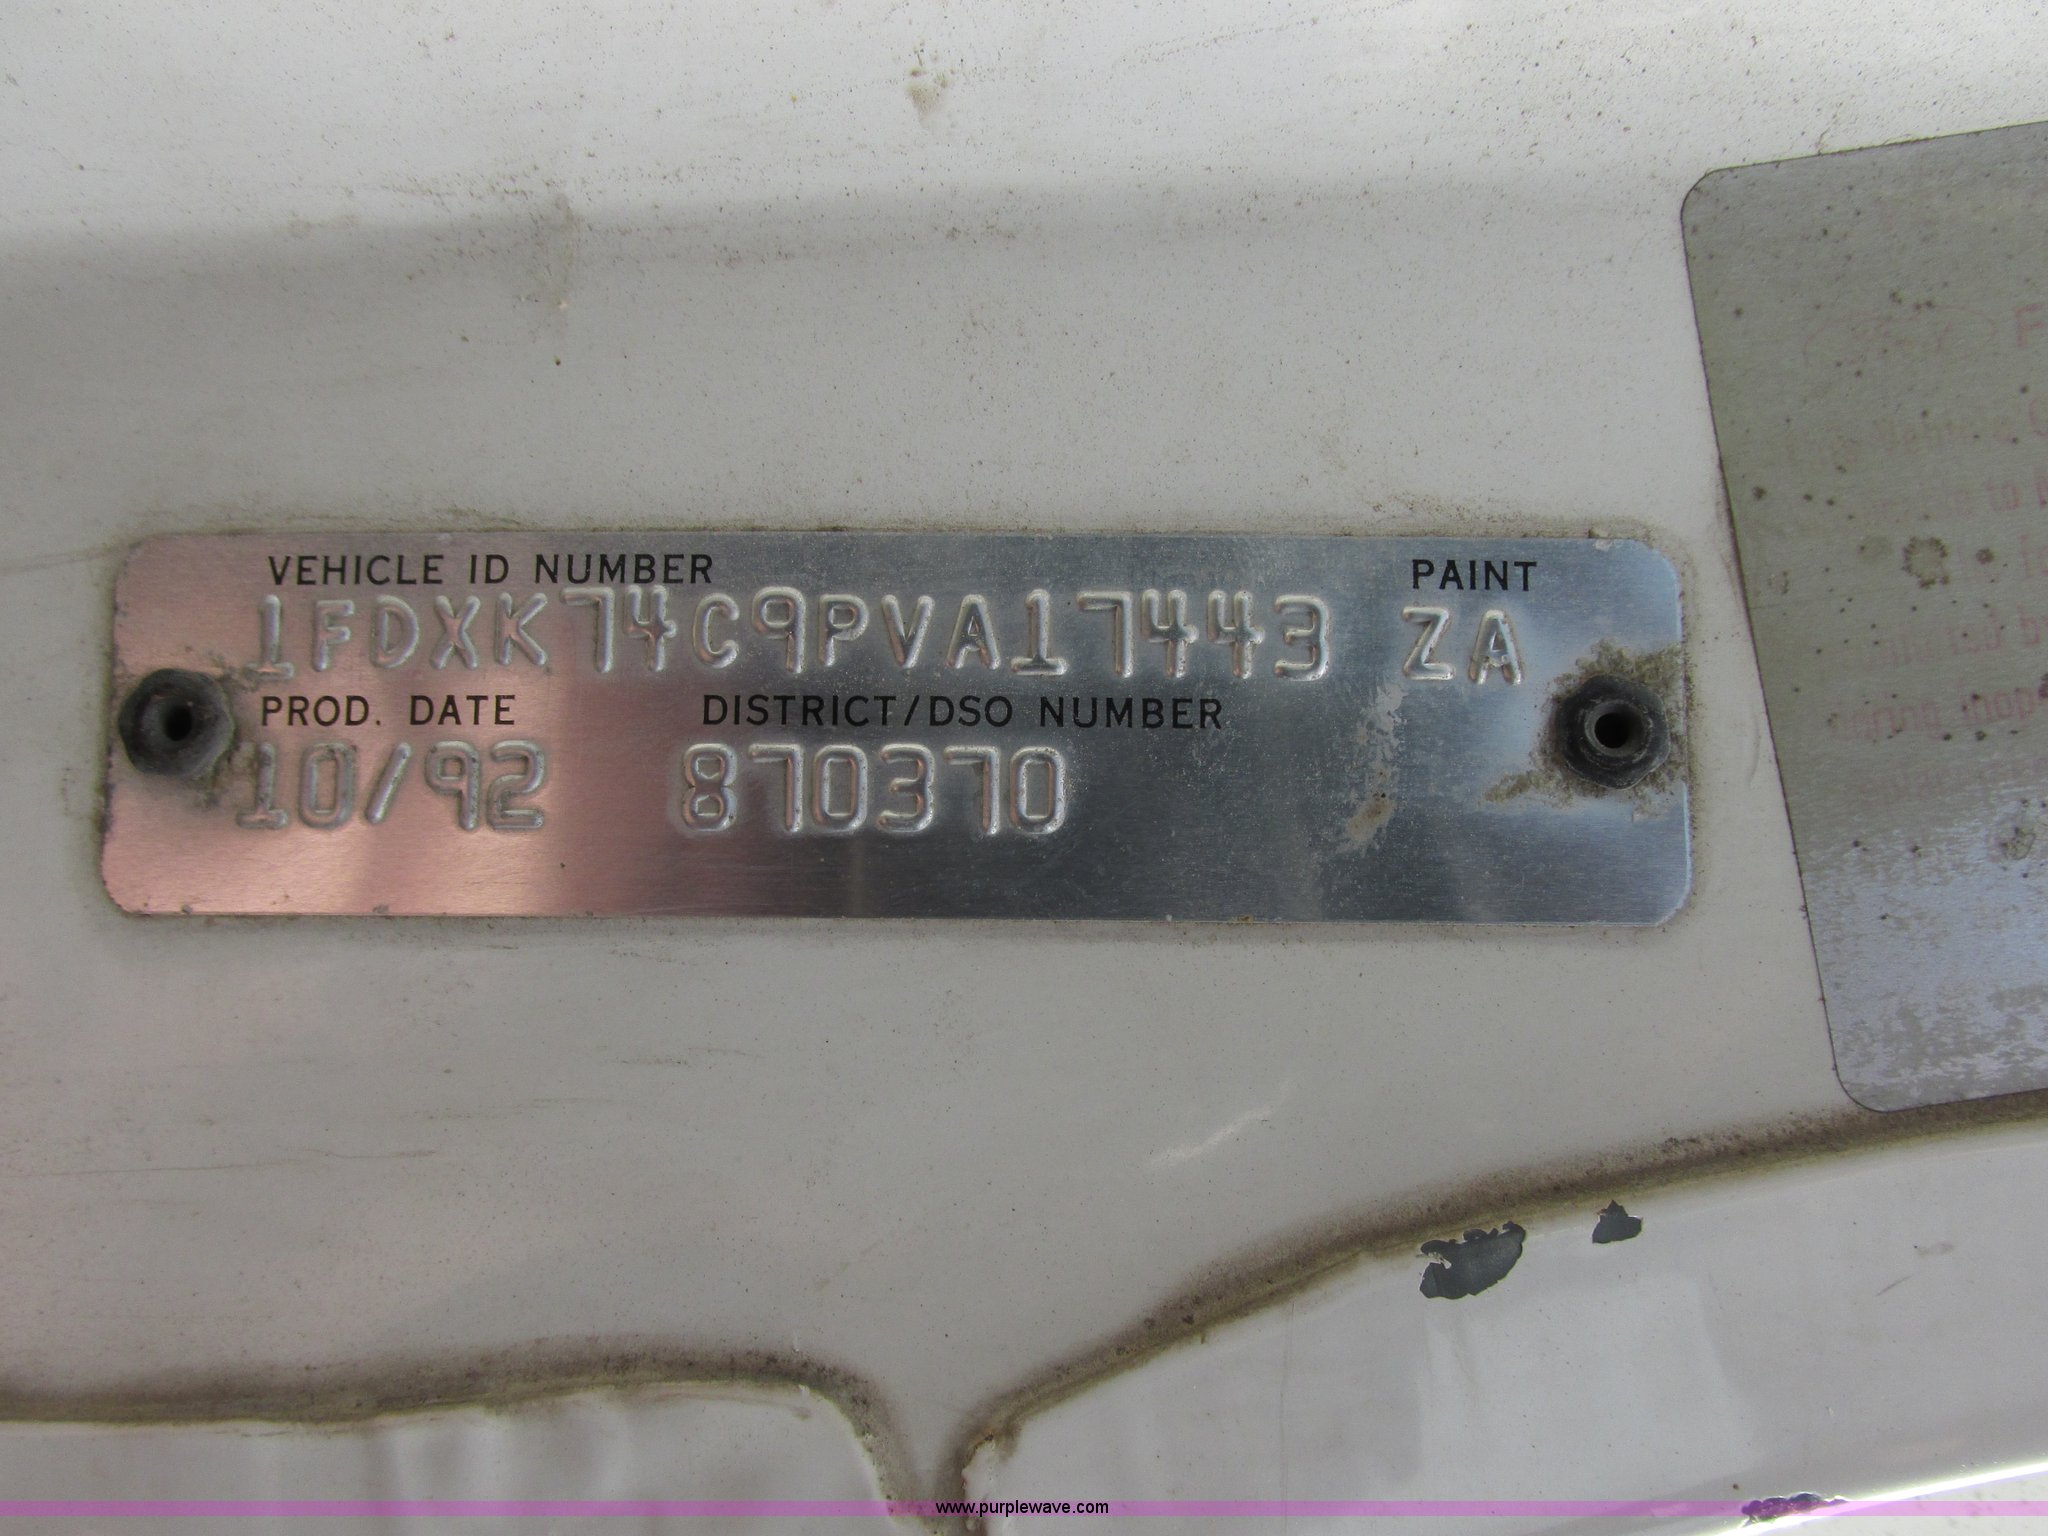 VEHICLE ID NUMBER PAINT
1FDXK74C9PVA17443 ZA
PROD. DATE DISTRICT/DSO NUMBER
10/92 870370
www.purplewave.com